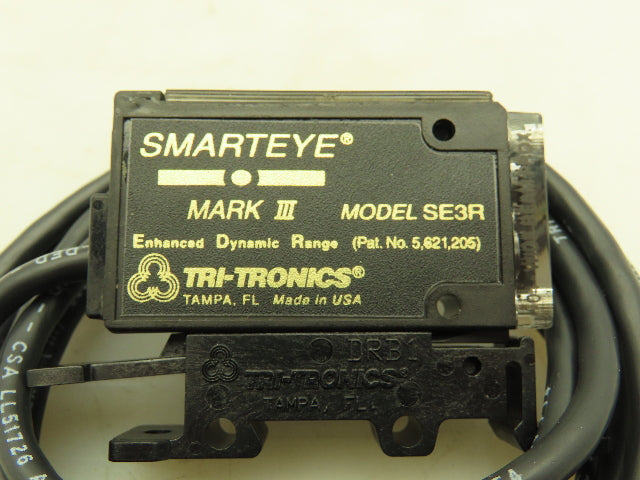 SMARTEYE®
MARK III MODEL SE3R
Enhanced Dynamic Range (Pat. No. 5,621,205)
TRI-TRONICS®
TAMPA, FL Made in USA
DRB1
TRI-TRONICS®
TAMPA, FL.
CSA LL51726